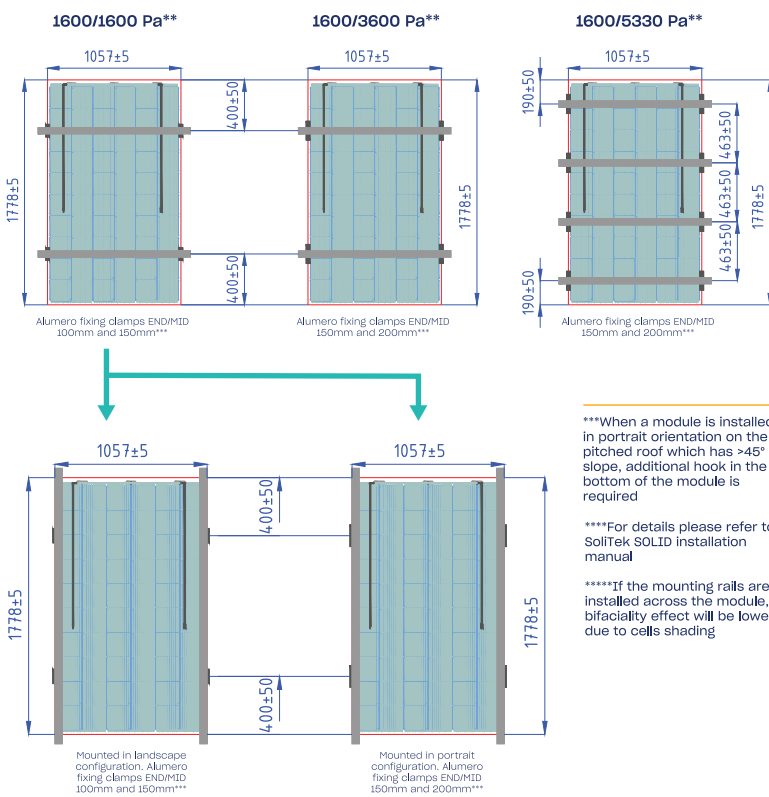 1600/1600 Pa**
1600/3600 Pa**
1600/5330 Pa**
1057±5
1057±5
1057±5
1778±5
400±50
400±50
1778±5
190±50
190±50
463±50
463±50
463±50
1778±5
Alumero fixing clamps END/MID
100mm and 150mm***
Alumero fixing clamps END/MID
150mm and 200mm***
Alumero fixing clamps END/MID
150mm and 200mm***
1057±5
1057±5
1778±5
400±50
400±50
1778±5
Mounted in landscape
configuration. Alumero
fixing clamps END/MID
100mm and 150mm***
Mounted in portrait
configuration. Alumero
fixing clamps END/MID
150mm and 200mm***
***When a module is installed
in portrait orientation on the
pitched roof which has >45°
slope, additional hook in the
bottom of the module is
required
****For details please refer to
SoliTek SOLID installation
manual
*****If the mounting rails are
installed across the module,
bifaciality effect will be lowe
due to cells shading